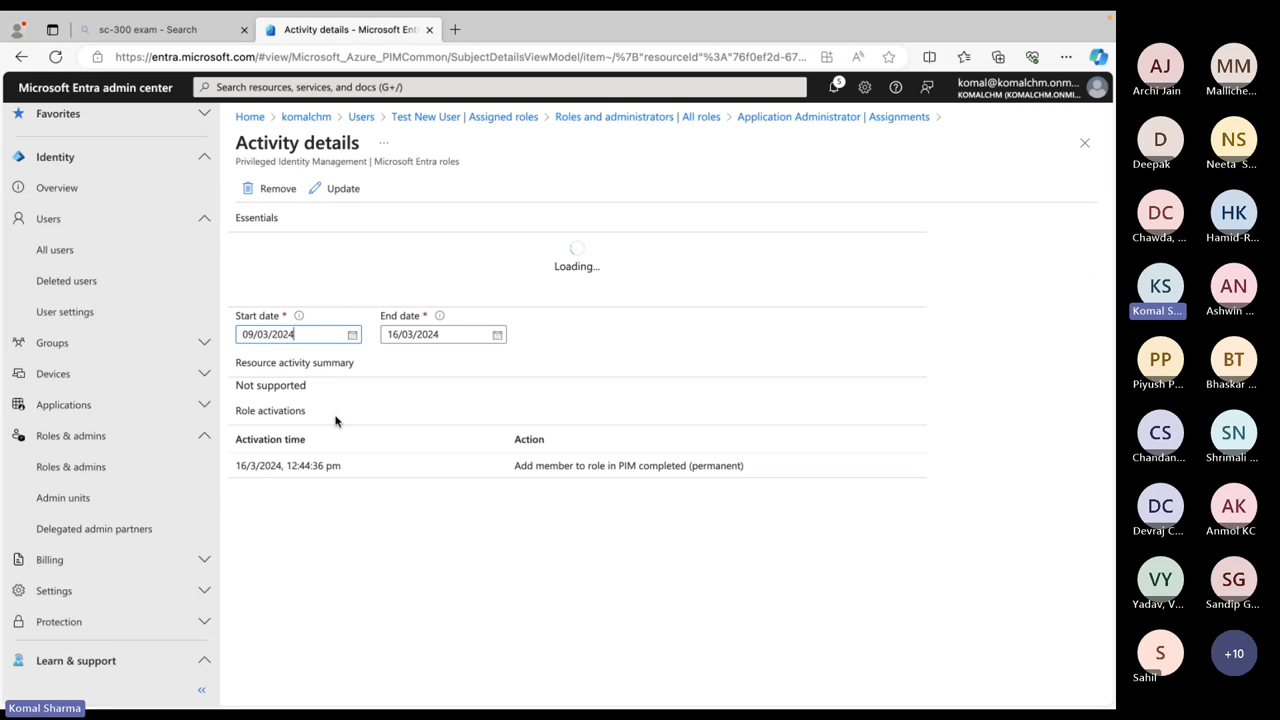 sc-300 exam - Search
Activity details - Microsoft Ent
https://entra.microsoft.com/#view/Microsoft_Azure_PIMCommon/SubjectDetailsViewModel/item~/%7B"resourceId"%3A"76f0ef2d-67...
Microsoft Entra admin center
Search resources, services, and docs (G+/)
5
komal@komalchm.onm...
KOMALCHM (KOMALCHM.ONMI...
Favorites
Identity
Overview
Users
All users
Deleted users
User settings
Groups
Devices
Applications
Roles & admins
Roles & admins
Admin units
Delegated admin partners
Billing
Settings
Protection
Learn & support
Komal Sharma
Home > komalchm > Users > Test New User | Assigned roles > Roles and administrators | All roles > Application Administrator | Assignments >
Activity details ...
Privileged Identity Management | Microsoft Entra roles
Remove Update
Essentials
Loading...
Start date * End date *
09/03/2024 16/03/2024
Resource activity summary
Not supported
Role activations
Activation time Action
16/3/2024, 12:44:36 pm Add member to role in PIM completed (permanent)
AJ MM
Archi Jain Malliche...
D NS
Deepak Neeta S...
DC HK
Chawda, ... Hamid-R...
KS AN
Komal S... Ashwin ...
PP BT
Piyush P... Bhaskar ...
CS SN
Chandan... Shrimali ...
DC AK
Devraj C... Anmol KC
VY SG
Yadav, V... Sandip G...
S +10
Sahil